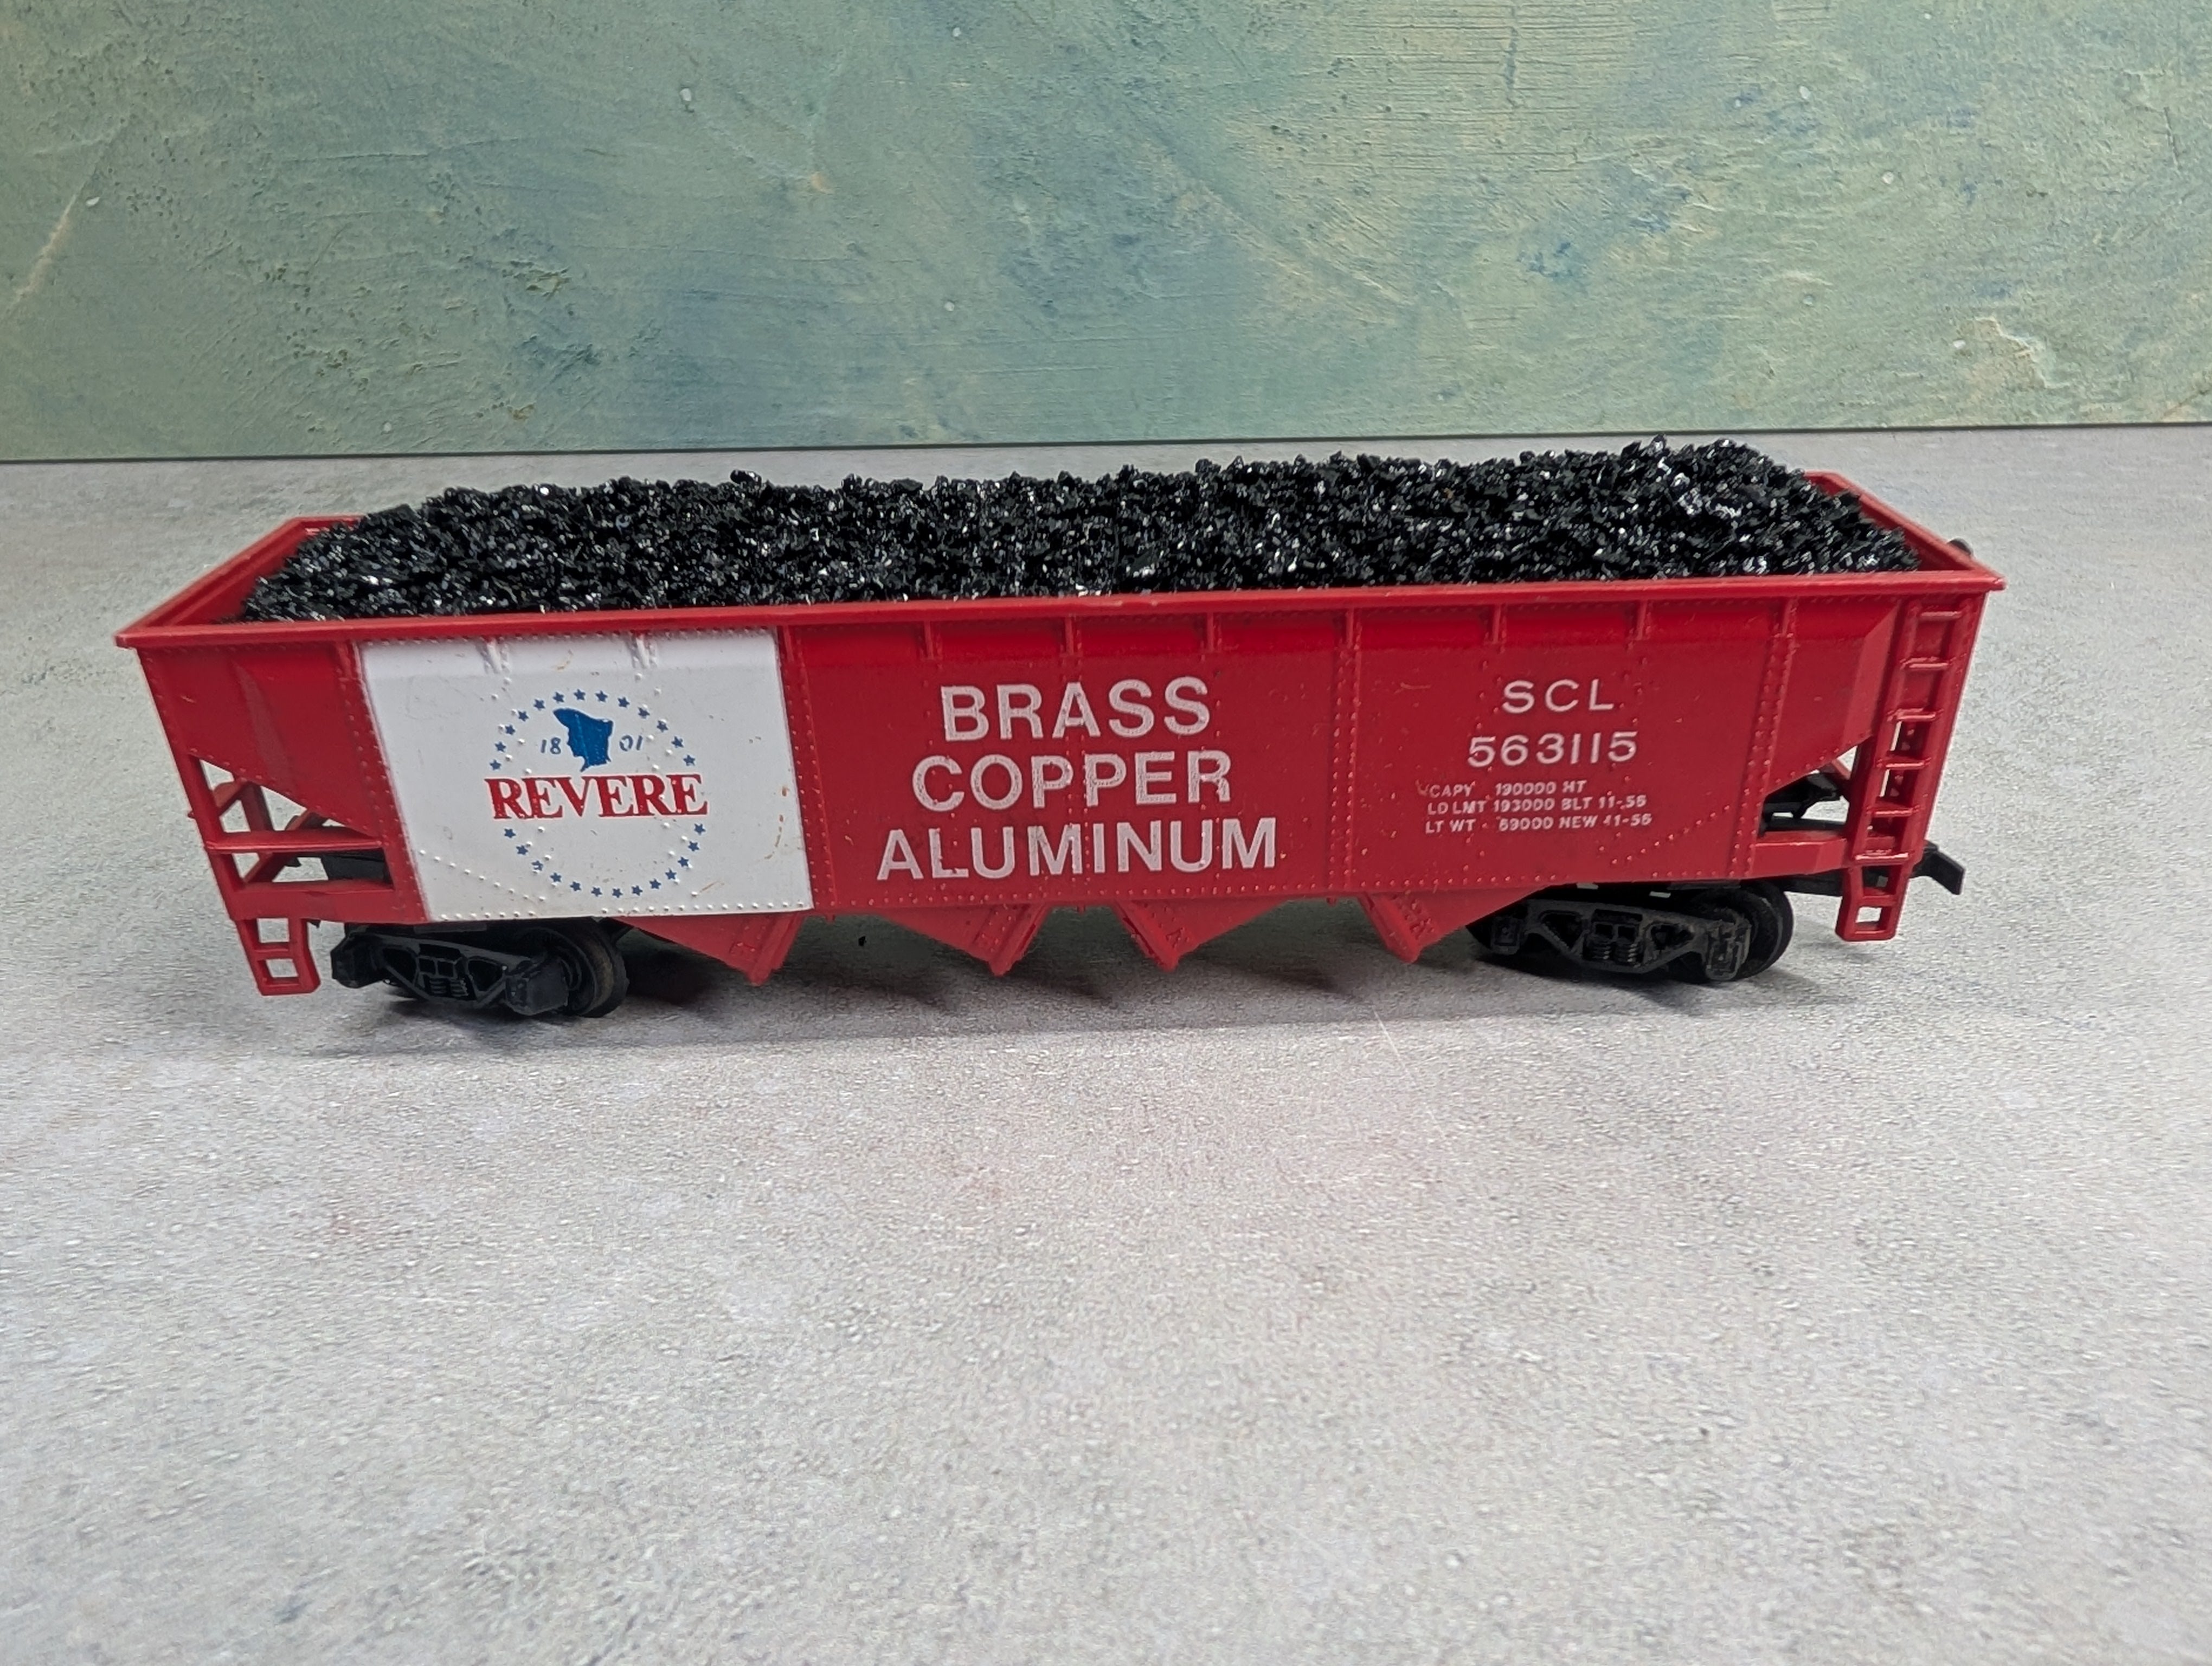 18 01
REVERE
BRASS
COPPER
ALUMINUM
SCL
563115
CAPY 190000 HT
LD LMT 193000 BLT 11-56
LT WT 69000 NEW 11-56